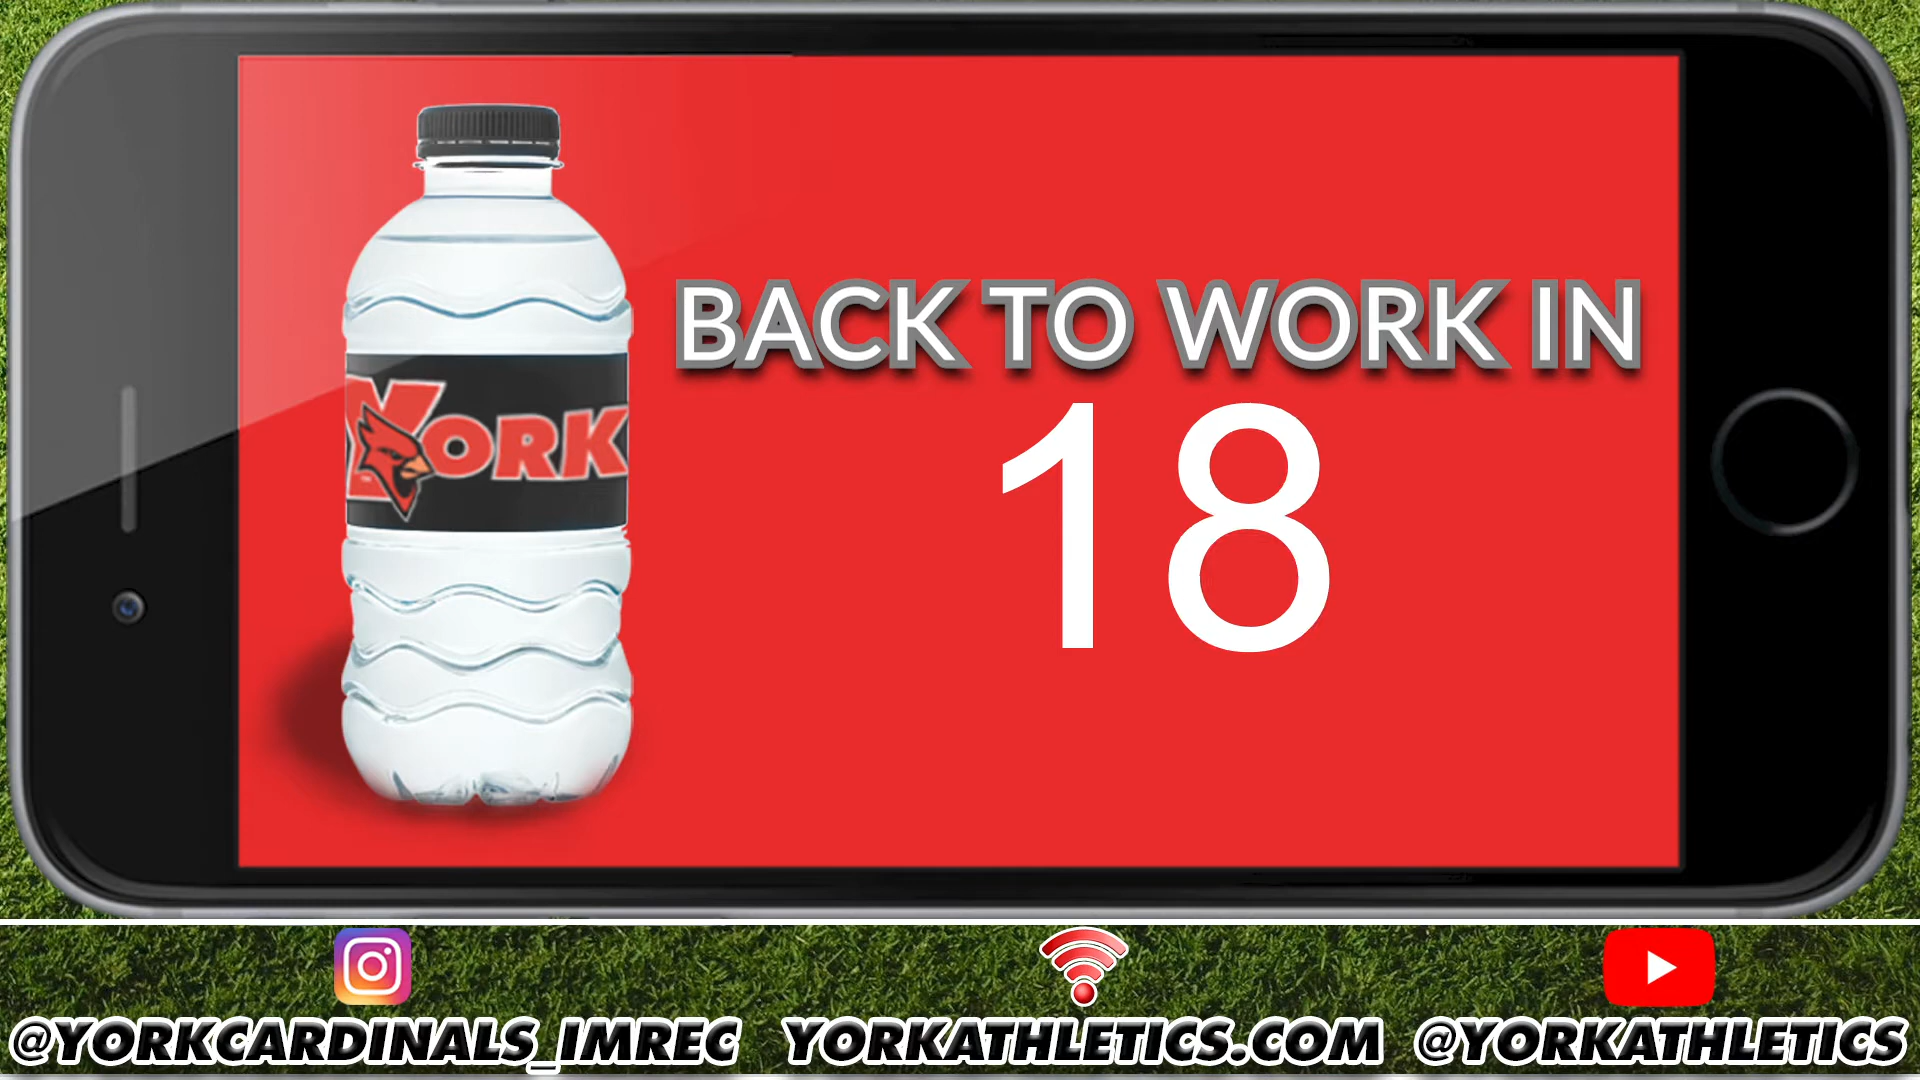 BACK TO WORK IN
18
YORK
@YORKCARDINALS_IMREC YORKATHLETICS.COM @YORKATHLETICS